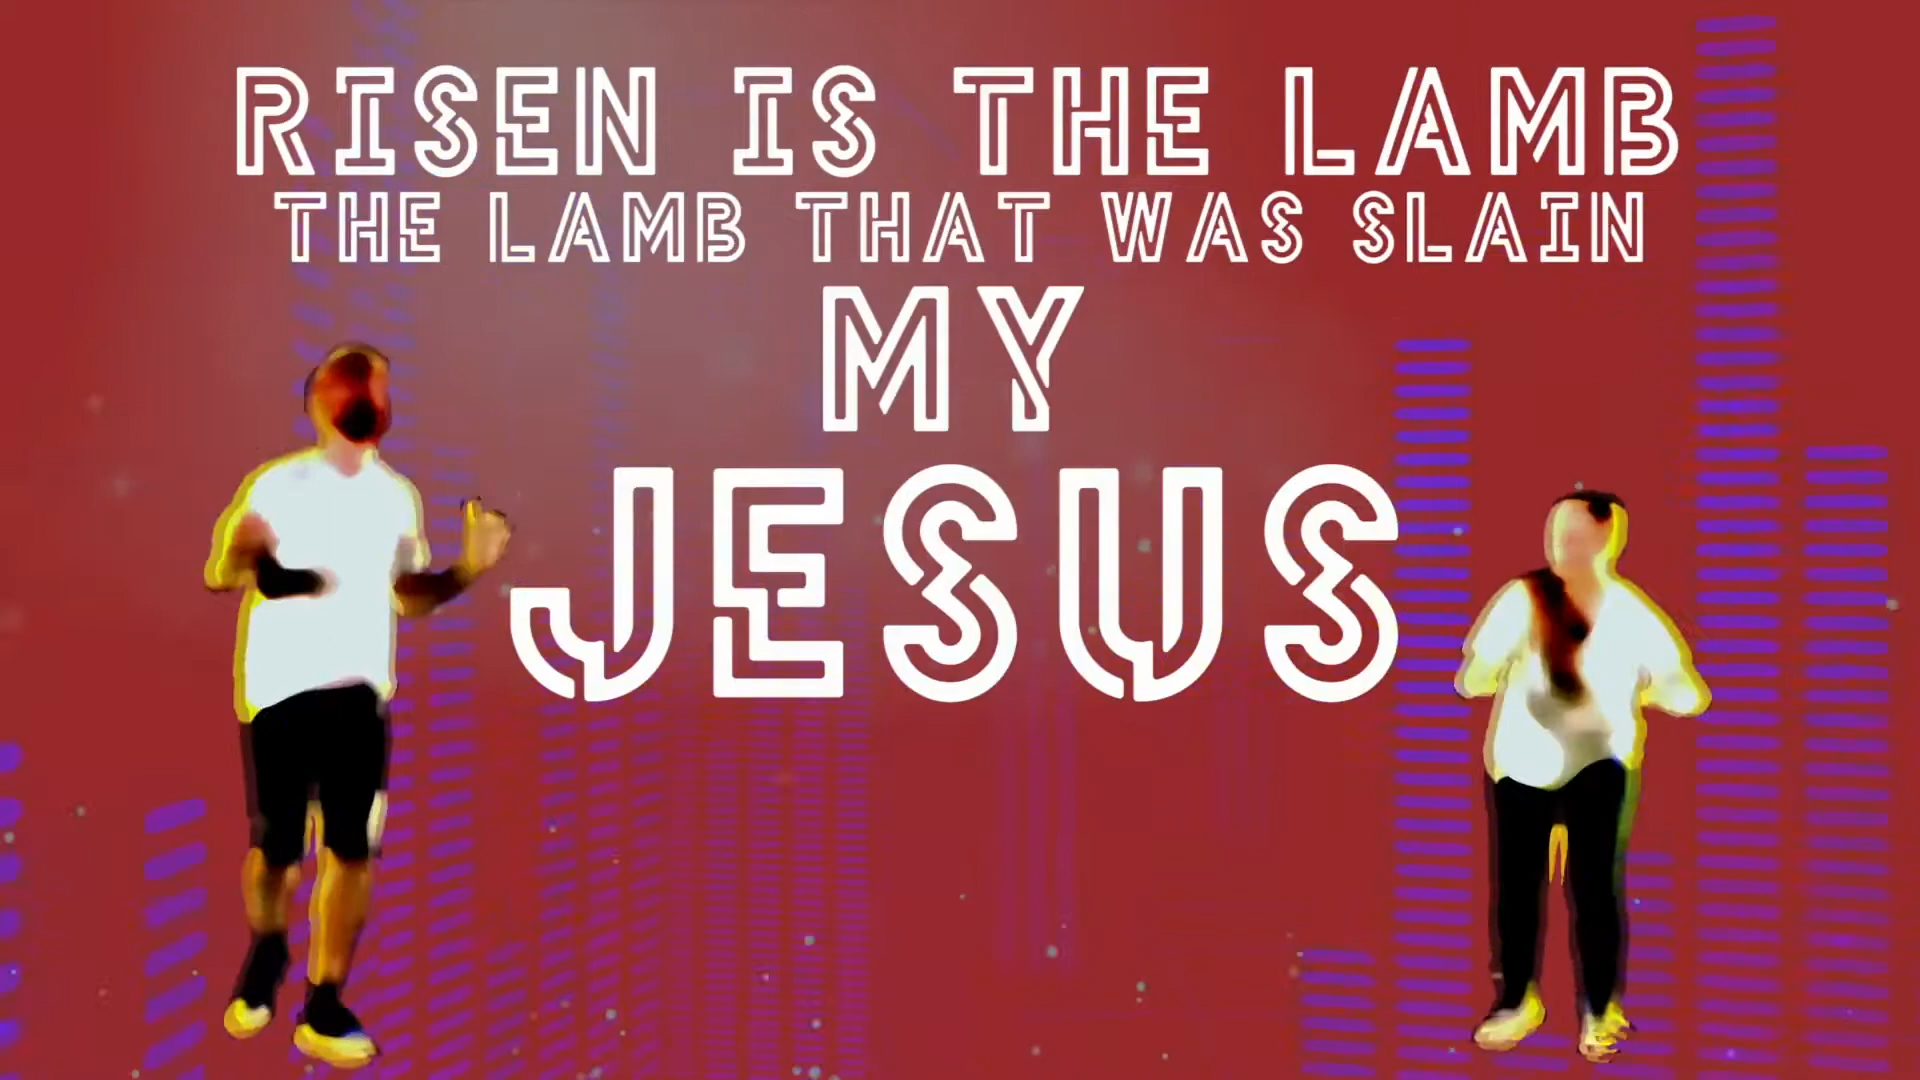 RISEN IS THE LAMB
THE LAMB THAT WAS SLAIN
MY
JESUS